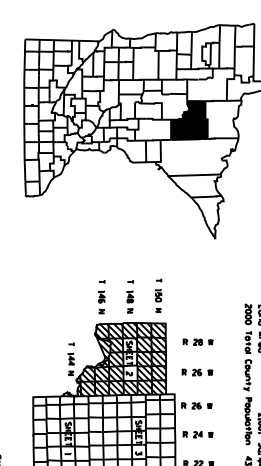 2000 Total County Population 43
R 28 W
R 26 W
R 26 W
R 24 W
R 22 W
T 150 N
T 148 N
T 146 N
T 144 N
SHEET 2
SHEET 3
SHEET 1